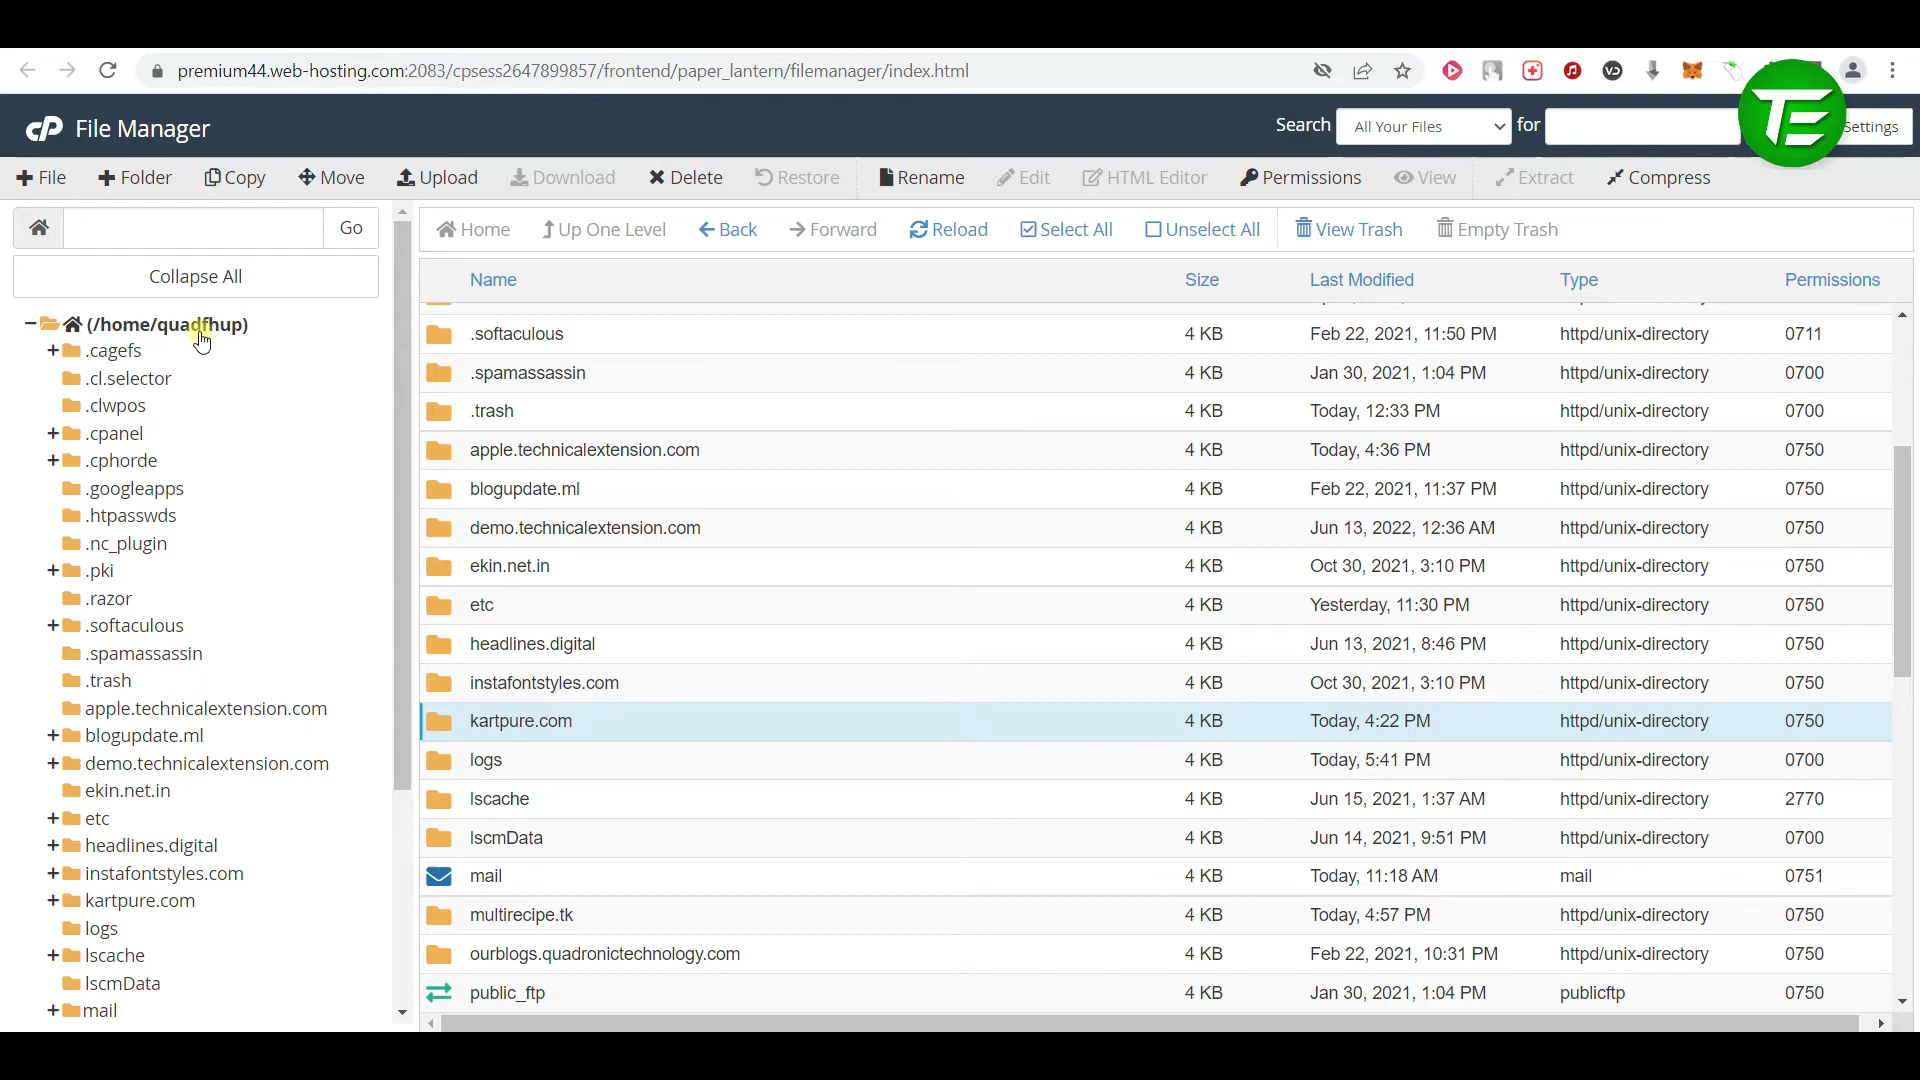 premium44.web-hosting.com:2083/cpsess2647899857/frontend/paper_lantern/filemanager/index.html
cP File Manager
Search All Your Files for
Settings
TE
File Folder Copy Move Upload Download Delete Restore Rename Edit HTML Editor Permissions View Extract Compress
Go
Home Up One Level Back Forward Reload Select All Unselect All View Trash Empty Trash
Collapse All
(/home/quadfhup)
.cagefs
.cl.selector
.clwpos
.cpanel
.cphorde
.googleapps
.htpasswds
.nc_plugin
.pki
.razor
.softaculous
.spamassassin
.trash
apple.technicalextension.com
blogupdate.ml
demo.technicalextension.com
ekin.net.in
etc
headlines.digital
instafontstyles.com
kartpure.com
logs
lscache
lscmData
mail
Name Size Last Modified Type Permissions
.softaculous 4 KB Feb 22, 2021, 11:50 PM httpd/unix-directory 0711
.spamassassin 4 KB Jan 30, 2021, 1:04 PM httpd/unix-directory 0700
.trash 4 KB Today, 12:33 PM httpd/unix-directory 0700
apple.technicalextension.com 4 KB Today, 4:36 PM httpd/unix-directory 0750
blogupdate.ml 4 KB Feb 22, 2021, 11:37 PM httpd/unix-directory 0750
demo.technicalextension.com 4 KB Jun 13, 2022, 12:36 AM httpd/unix-directory 0750
ekin.net.in 4 KB Oct 30, 2021, 3:10 PM httpd/unix-directory 0750
etc 4 KB Yesterday, 11:30 PM httpd/unix-directory 0750
headlines.digital 4 KB Jun 13, 2021, 8:46 PM httpd/unix-directory 0750
instafontstyles.com 4 KB Oct 30, 2021, 3:10 PM httpd/unix-directory 0750
kartpure.com 4 KB Today, 4:22 PM httpd/unix-directory 0750
logs 4 KB Today, 5:41 PM httpd/unix-directory 0700
lscache 4 KB Jun 15, 2021, 1:37 AM httpd/unix-directory 2770
lscmData 4 KB Jun 14, 2021, 9:51 PM httpd/unix-directory 0700
mail 4 KB Today, 11:18 AM mail 0751
multirecipe.tk 4 KB Today, 4:57 PM httpd/unix-directory 0750
ourblogs.quadronictechnology.com 4 KB Feb 22, 2021, 10:31 PM httpd/unix-directory 0750
public_ftp 4 KB Jan 30, 2021, 1:04 PM publicftp 0750